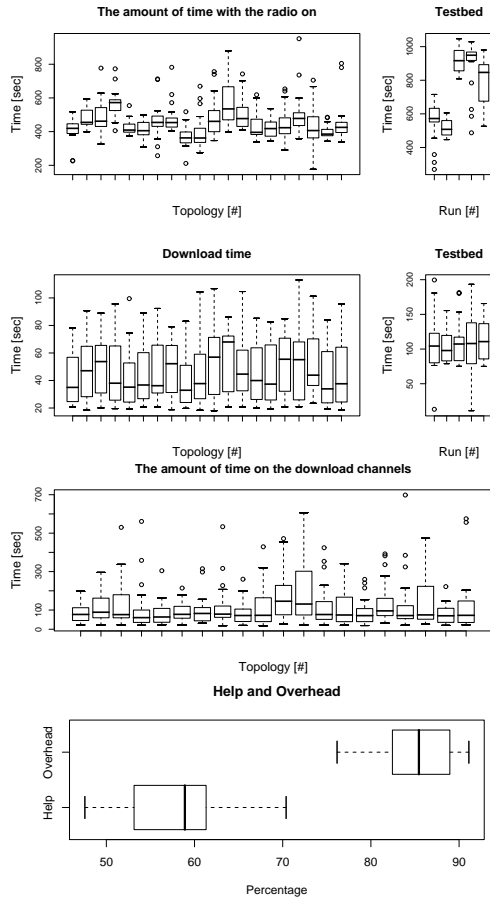 The amount of time with the radio on
Time [sec]
800
600
400
200
Topology [#]
Testbed
Time [sec]
1000
800
600
400
Run [#]
Download time
Time [sec]
100
80
60
40
20
Topology [#]
Testbed
Time [sec]
200
150
100
50
Run [#]
The amount of time on the download channels
Time [sec]
700
500
300
100
0
Topology [#]
Help and Overhead
Overhead
Help
50 60 70 80 90
Percentage